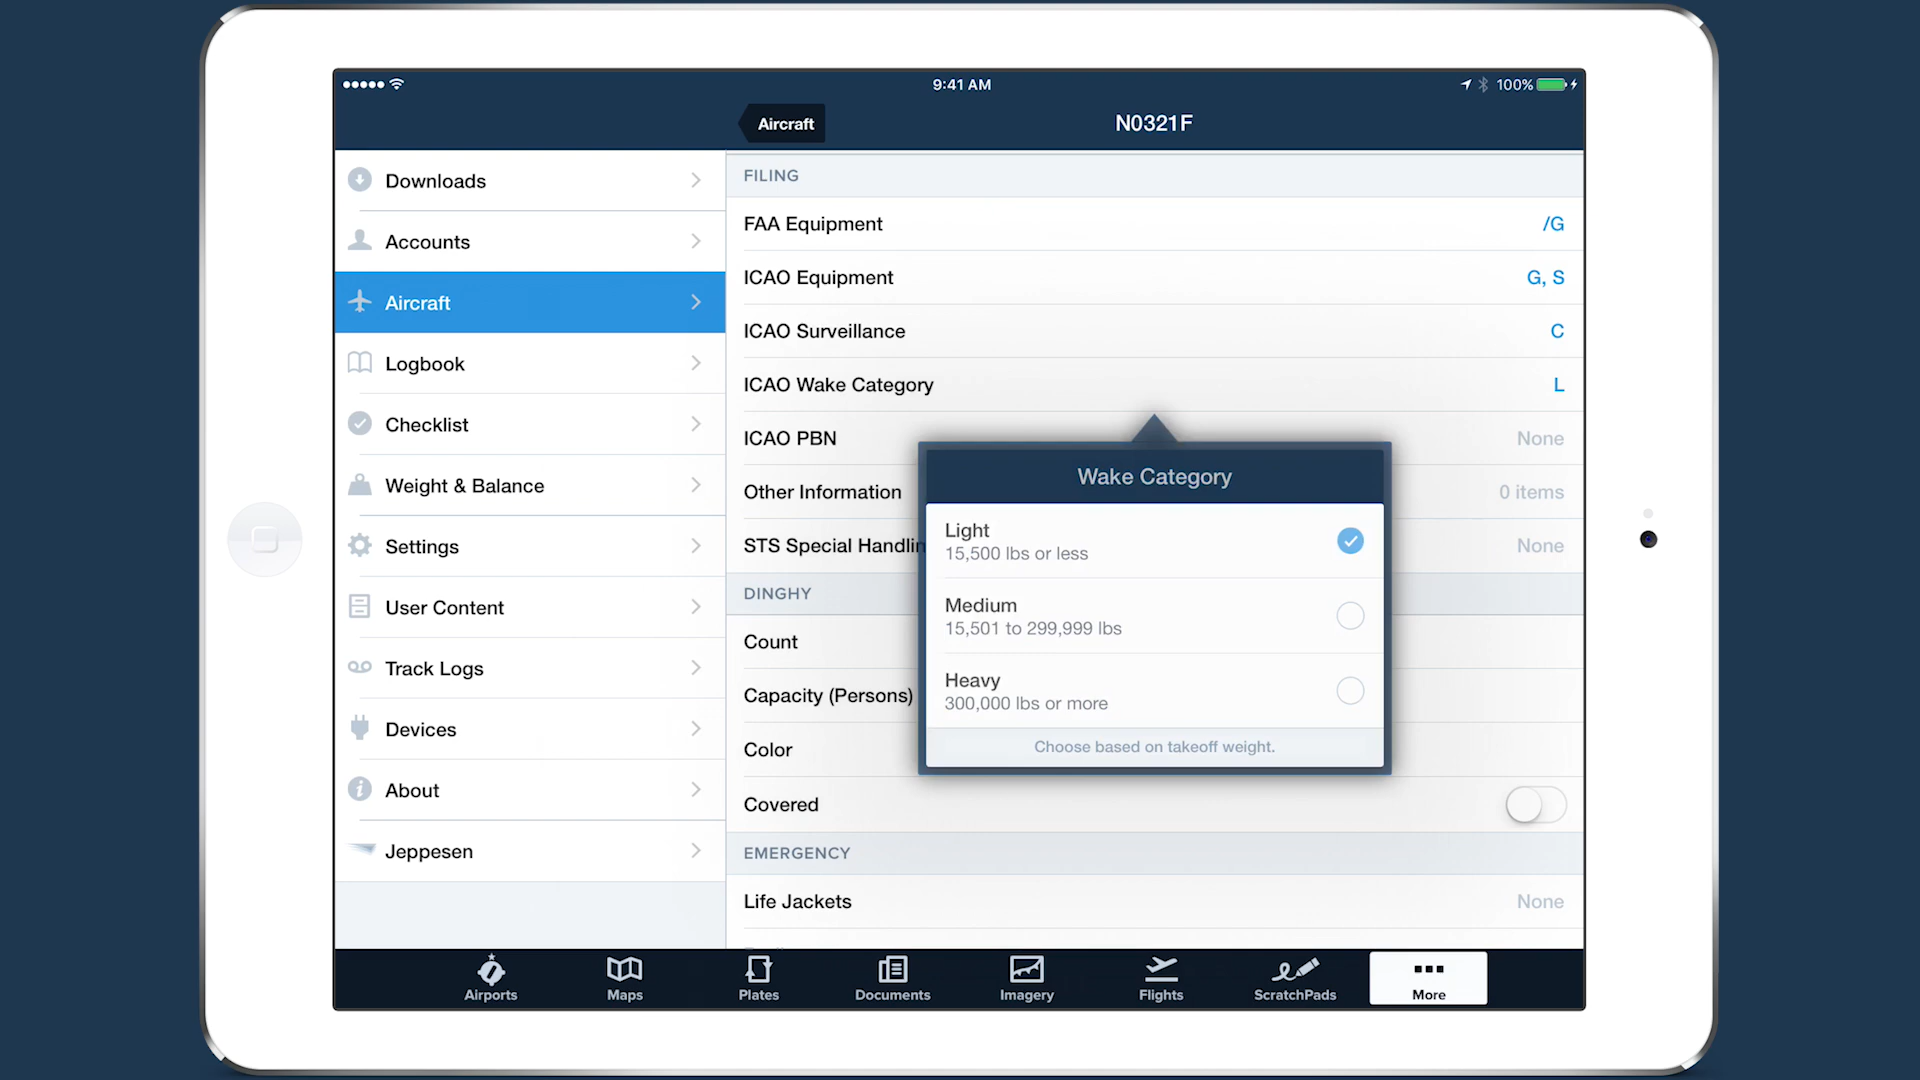 9:41 AM
100%
Aircraft
N0321F
Downloads
Accounts
Aircraft
Logbook
Checklist
Weight & Balance
Settings
User Content
Track Logs
Devices
About
Jeppesen
FILING
FAA Equipment /G
ICAO Equipment G, S
ICAO Surveillance C
ICAO Wake Category L
ICAO PBN None
Other Information 0 items
STS Special Handlin None
DINGHY
Count
Capacity (Persons)
Color
Covered
EMERGENCY
Life Jackets None
Wake Category
Light
15,500 lbs or less
Medium
15,501 to 299,999 lbs
Heavy
300,000 lbs or more
Choose based on takeoff weight.
Airports
Maps
Plates
Documents
Imagery
Flights
ScratchPads
More